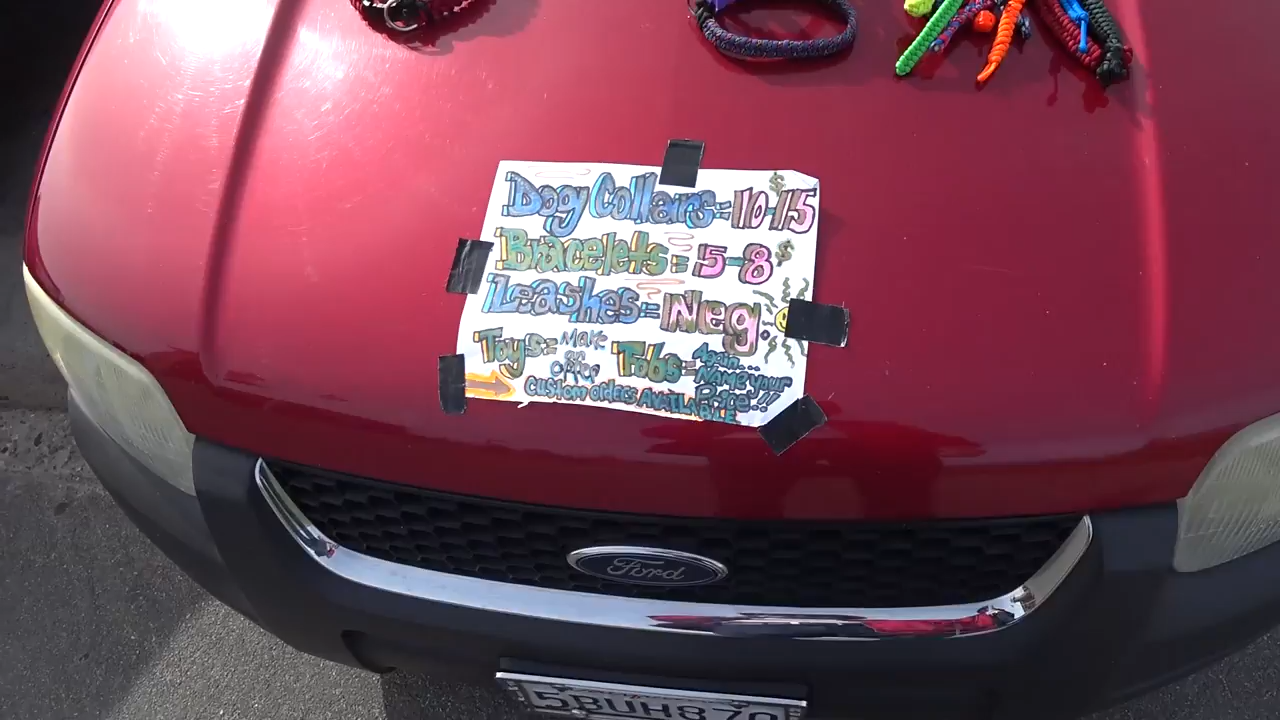 Dog Collars = 10-15 $
Bracelets = 5-8 $
Leashes = Neg.
Toys = Make an offer
Tabs = Again... Name your Price!!
Custom orders Available
Ford
5BUH870